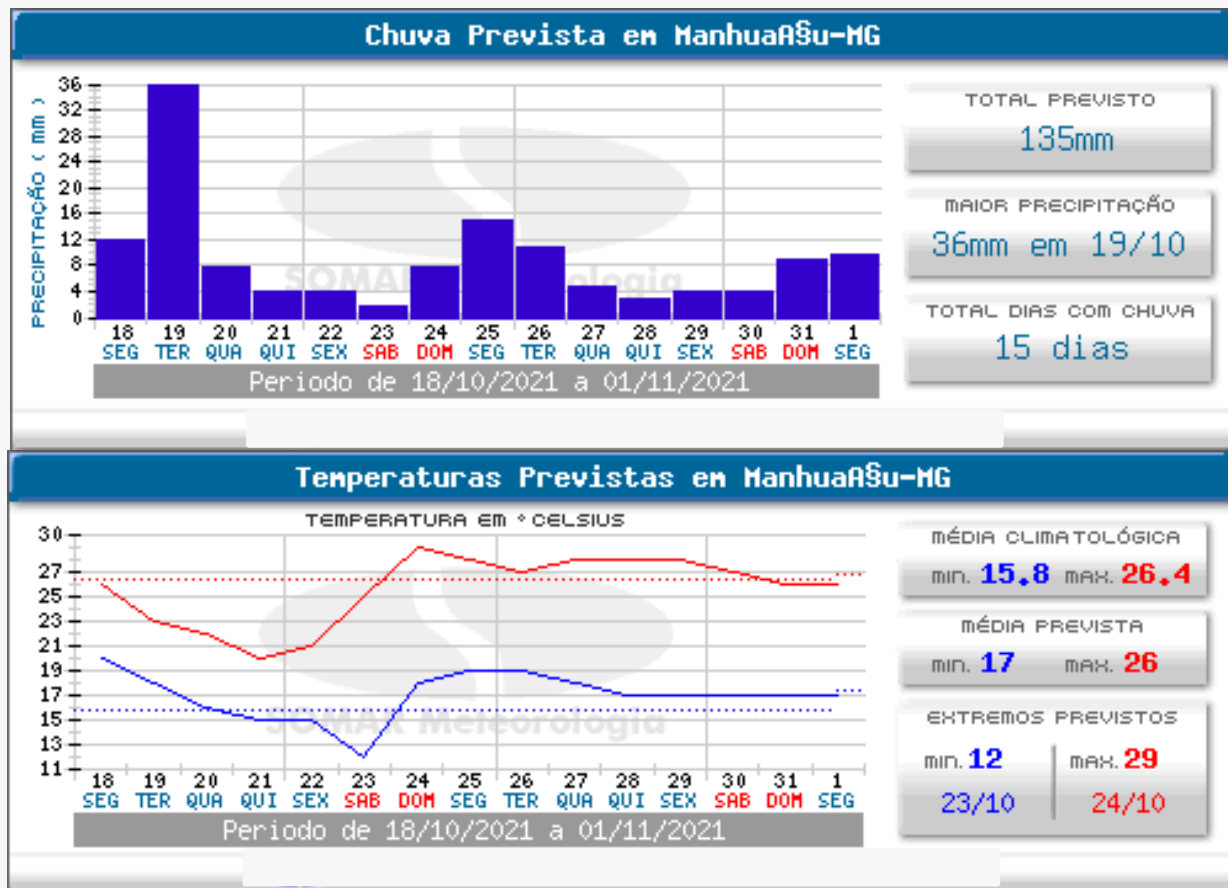 Chuva Prevista em ManhuaA§u-MG
PRECIPITAÇÃO ( mm )
36
32
28
24
20
16
12
8
4
0
18 19 20 21 22 23 24 25 26 27 28 29 30 31 1
SEG TER QUA QUI SEX SAB DOM SEG TER QUA QUI SEX SAB DOM SEG
Periodo de 18/10/2021 a 01/11/2021
TOTAL PREVISTO
135mm
MAIOR PRECIPITAÇÃO
36mm em 19/10
TOTAL DIAS COM CHUVA
15 dias
Temperaturas Previstas em ManhuaA§u-MG
TEMPERATURA EM °CELSIUS
30
27
25
23
21
19
17
15
13
11
SOMAR Meteorologia
18 19 20 21 22 23 24 25 26 27 28 29 30 31 1
SEG TER QUA QUI SEX SAB DOM SEG TER QUA QUI SEX SAB DOM SEG
Periodo de 18/10/2021 a 01/11/2021
MÉDIA CLIMATOLÓGICA
min. 15.8 max. 26.4
MÉDIA PREVISTA
min. 17 max. 26
EXTREMOS PREVISTOS
min. 12 max. 29
23/10 24/10